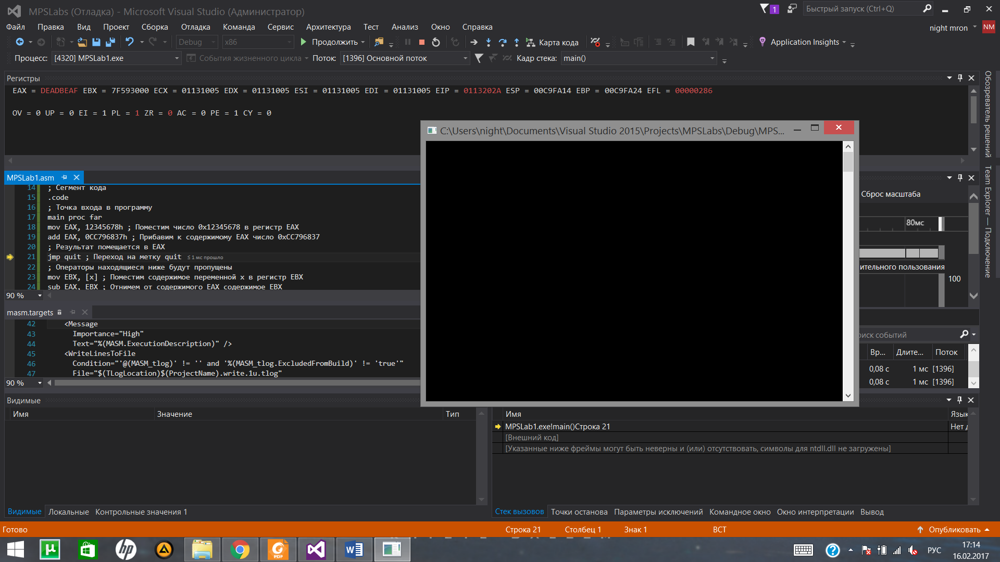 MPSLabs (Отладка) - Microsoft Visual Studio (Администратор)
1
Быстрый запуск (Ctrl+Q)
Файл Правка Вид Проект Сборка Отладка Команда Сервис Архитектура Тест Анализ Окно Справка
night mron NM
Debug x86 Продолжить Карта кода Application Insights
Процесс: [4320] MPSLab1.exe События жизненного цикла Поток: [1396] Основной поток Кадр стека: main()
Регистры
EAX = DEADBEAF EBX = 7F593000 ECX = 01131005 EDX = 01131005 ESI = 01131005 EDI = 01131005 EIP = 0113202A ESP = 00C9FA14 EBP = 00C9FA24 EFL = 00000286
OV = 0 UP = 0 EI = 1 PL = 1 ZR = 0 AC = 0 PE = 1 CY = 0
Обозреватель решений
Team Explorer — Подключение
C:\Users\night\Documents\Visual Studio 2015\Projects\MPSLabs\Debug\MPS...
MPSLab1.asm
14 ; Сегмент кода
15 .code
16 ; Точка входа в программу
17 main proc far
18 mov EAX, 12345678h ; Поместим число 0x12345678 в регистр EAX
19 add EAX, 0CC796837h ; Прибавим к содержимому EAX число 0xCC796837
20 ; Результат помещается в EAX
21 jmp quit ; Переход на метку quit ≤ 1 мс прошло
22 ; Операторы находящиеся ниже будут пропущены
23 mov EBX, [x] ; Поместим содержимое переменной x в регистр EBX
24 sub EAX, EBX ; Отнимем от содержимого EAX содержимое EBX
90 %
Сброс масштаба
80мс
ительного пользования
100
masm.targets
42 <Message
43 Importance="High"
44 Text="%(MASM.ExecutionDescription)" />
45 <WriteLinesToFile
46 Condition="'@(MASM_tlog)' != '' and '%(MASM_tlog.ExcludedFromBuild)' != 'true'"
47 File="$(TLogLocation)$(ProjectName).write.1u.tlog"
90 %
оиск событий
Вр... Длите... Поток
0,08 с 1 мс [1396]
0,08 с 1 мс [1396]
Видимые
Имя Значение Тип
Имя Язык
MPSLab1.exe!main()Строка 21 Нет д
[Внешний код]
[Указанные ниже фреймы могут быть неверны и (или) отсутствовать, символы для ntdll.dll не загружены]
Видимые Локальные Контрольные значения 1
Стек вызовов Точки останова Параметры исключений Командное окно Окно интерпретации Вывод
Готово Строка 21 Столбец 1 Знак 1 ВСТ Опубликовать
PDF
РУС
17:14
16.02.2017